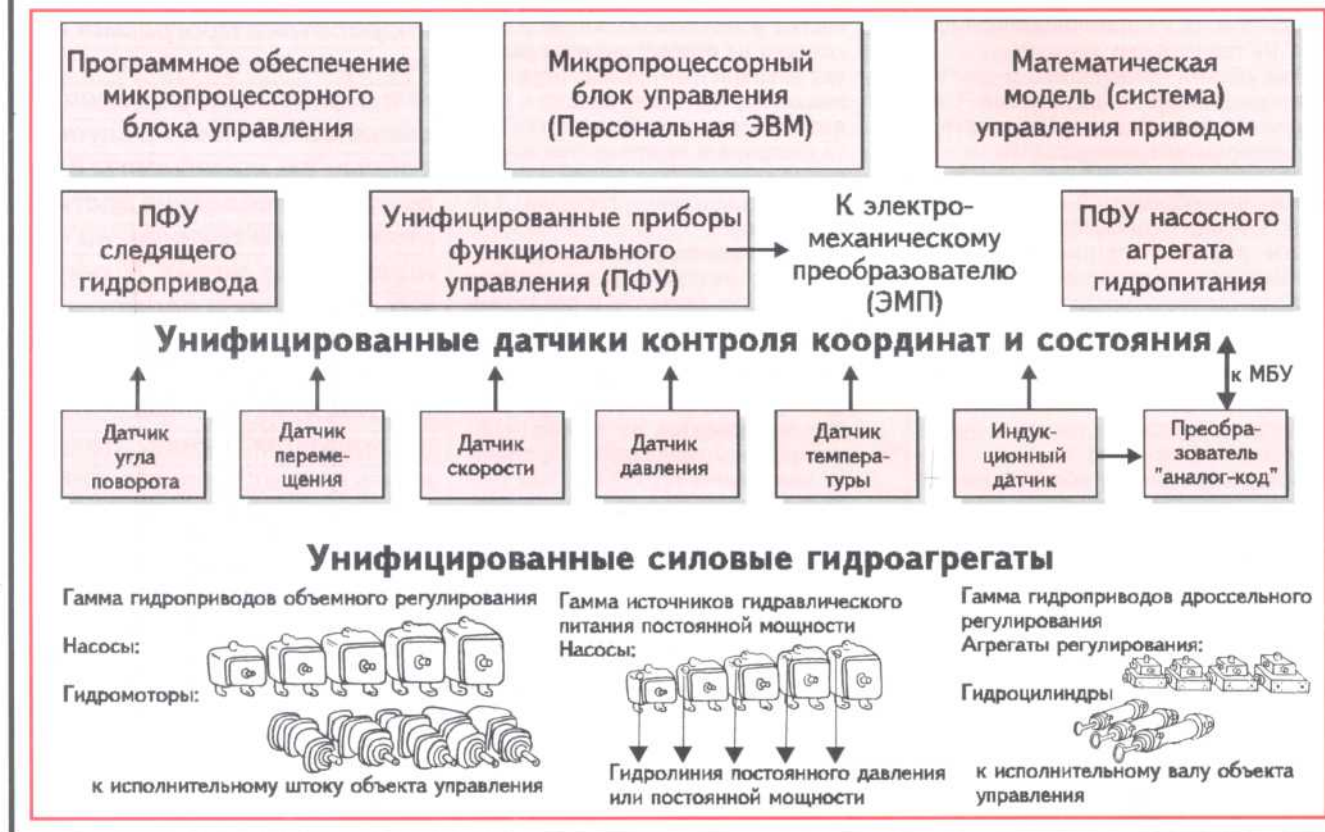 Программное обеспечение
микропроцессорного
блока управления
Микропроцессорный
блок управления
(Персональная ЭВМ)
Математическая
модель (система)
управления приводом
ПФУ
следящего
гидропривода
Унифицированные приборы
функционального
управления (ПФУ)
К электро-
механическому
преобразователю
(ЭМП)
ПФУ насосного
агрегата
гидропитания
Унифицированные датчики контроля координат и состояния
к МБУ
Датчик
угла
поворота
Датчик
переме-
щения
Датчик
скорости
Датчик
давления
Датчик
темпера-
туры
Индук-
ционный
датчик
Преобра-
зователь
"аналог-код"
Унифицированные силовые гидроагрегаты
Гамма гидроприводов объемного регулирования
Насосы:
Гидромоторы:
к исполнительному штоку объекта управления
Гамма источников гидравлического
питания постоянной мощности
Насосы:
Гидролиния постоянного давления
или постоянной мощности
Гамма гидроприводов дроссельного
регулирования
Агрегаты регулирования:
Гидроцилиндры
к исполнительному валу объекта
управления